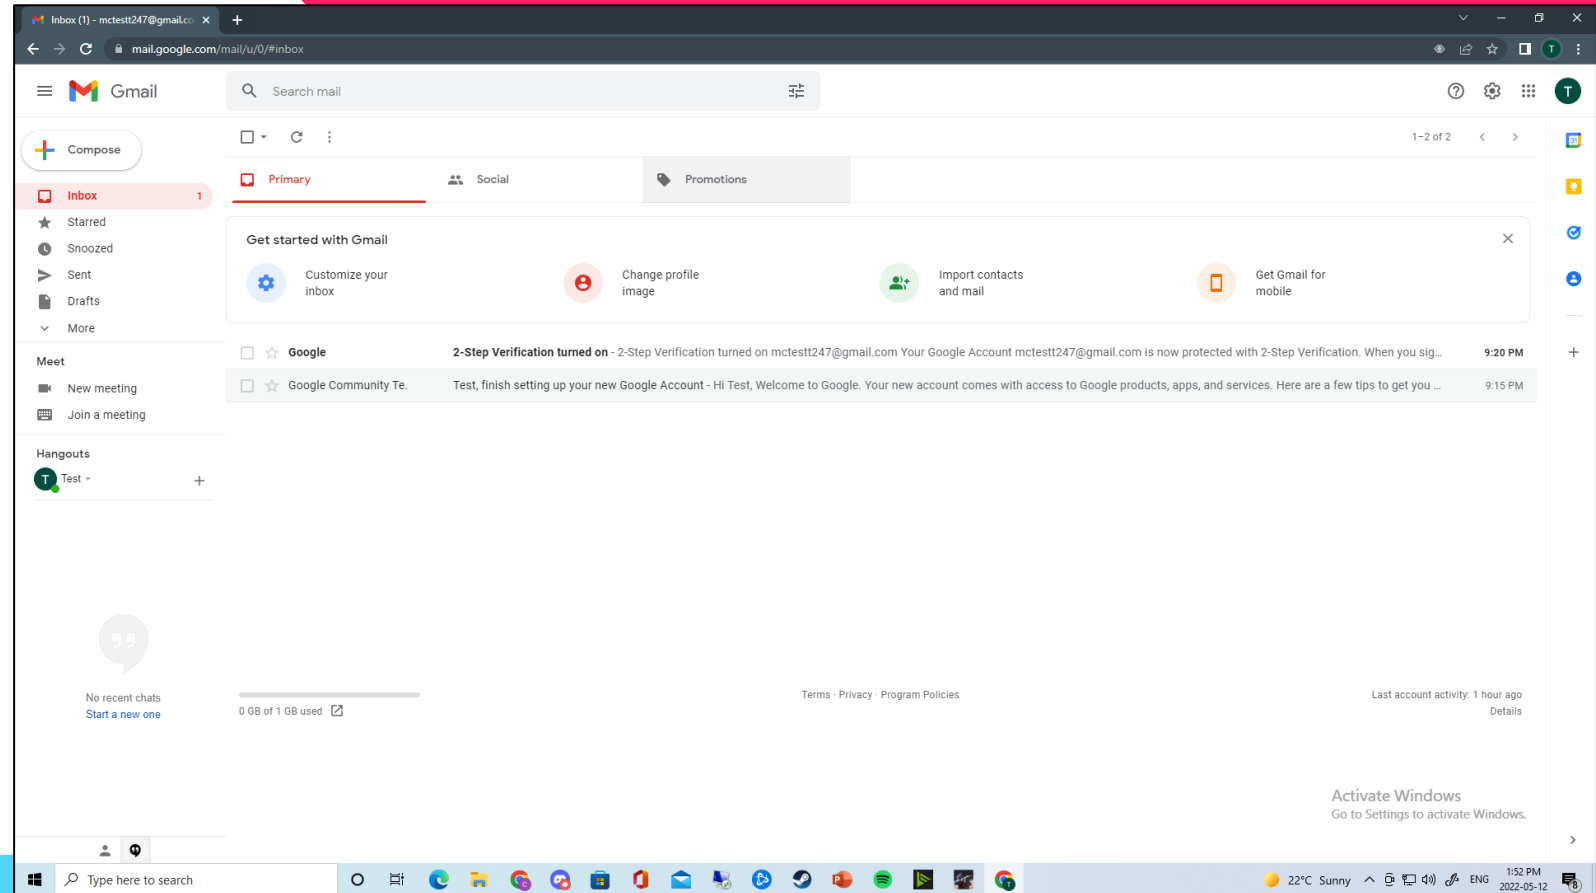 Inbox (1) - mctestt247@gmail.co
mail.google.com/mail/u/0/#inbox
Gmail
Search mail
T
Compose
1–2 of 2
31
Primary
Social
Promotions
Inbox 1
Starred
Snoozed
Sent
Drafts
More
Get started with Gmail
Customize your
inbox
Change profile
image
Import contacts
and mail
Get Gmail for
mobile
Google 2-Step Verification turned on - 2-Step Verification turned on mctestt247@gmail.com Your Google Account mctestt247@gmail.com is now protected with 2-Step Verification. When you sig... 9:20 PM
Google Community Te. Test, finish setting up your new Google Account - Hi Test, Welcome to Google. Your new account comes with access to Google products, apps, and services. Here are a few tips to get you ... 9:15 PM
Meet
New meeting
Join a meeting
Hangouts
T Test
No recent chats
Start a new one
0 GB of 1 GB used
Terms · Privacy · Program Policies
Last account activity: 1 hour ago
Details
Activate Windows
Go to Settings to activate Windows.
Type here to search
22°C Sunny
ENG
1:52 PM
2022-05-12